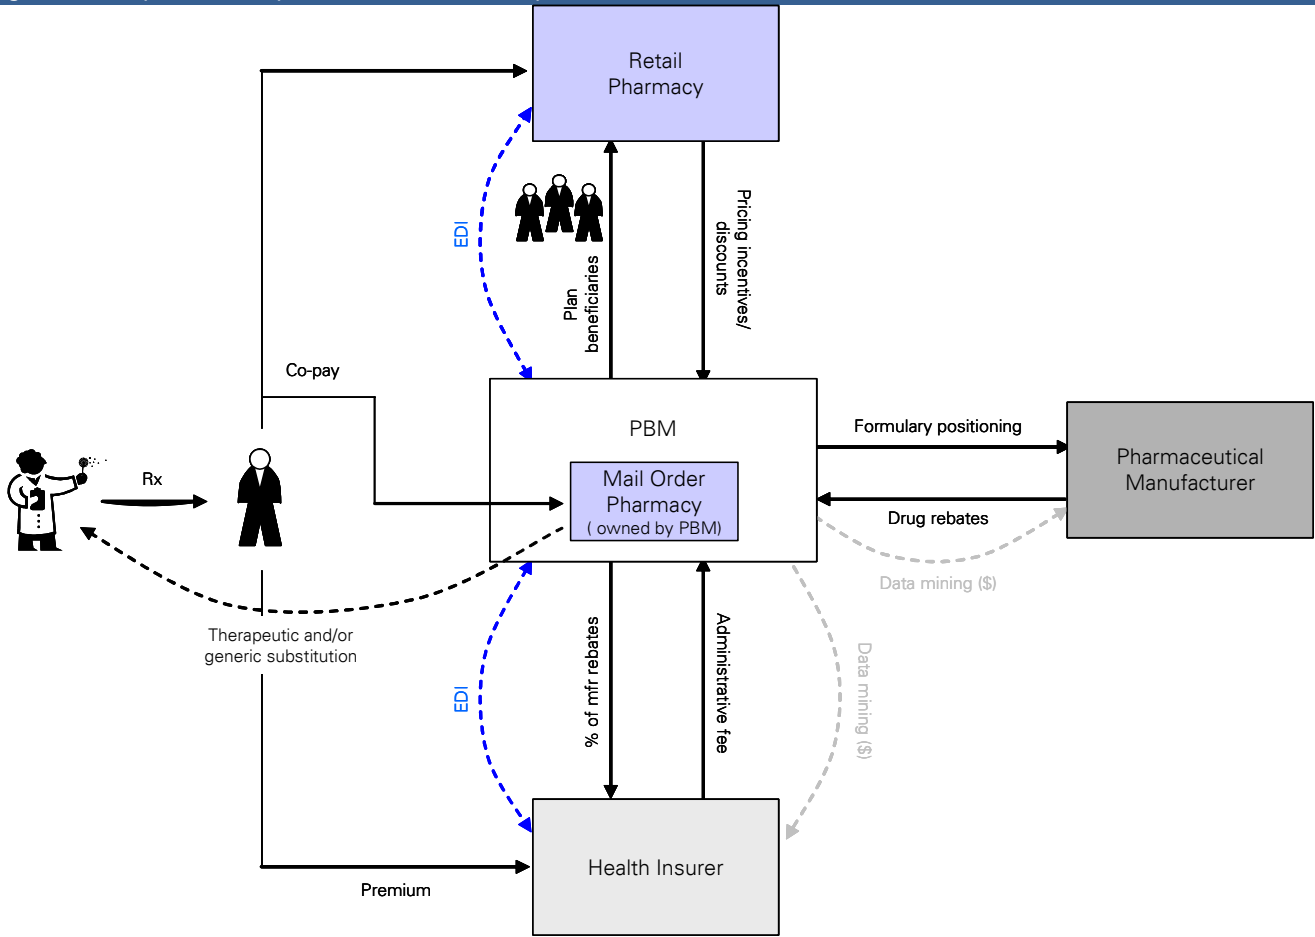 Retail
Pharmacy
EDI
Plan
beneficiaries
Pricing incentives/
discounts
Co-pay
PBM
Formulary positioning
Pharmaceutical
Manufacturer
Rx
Mail Order
Pharmacy
( owned by PBM)
Drug rebates
Data mining ($)
Therapeutic and/or
generic substitution
EDI
% of mfr rebates
Administrative fee
Data mining ($)
Health Insurer
Premium